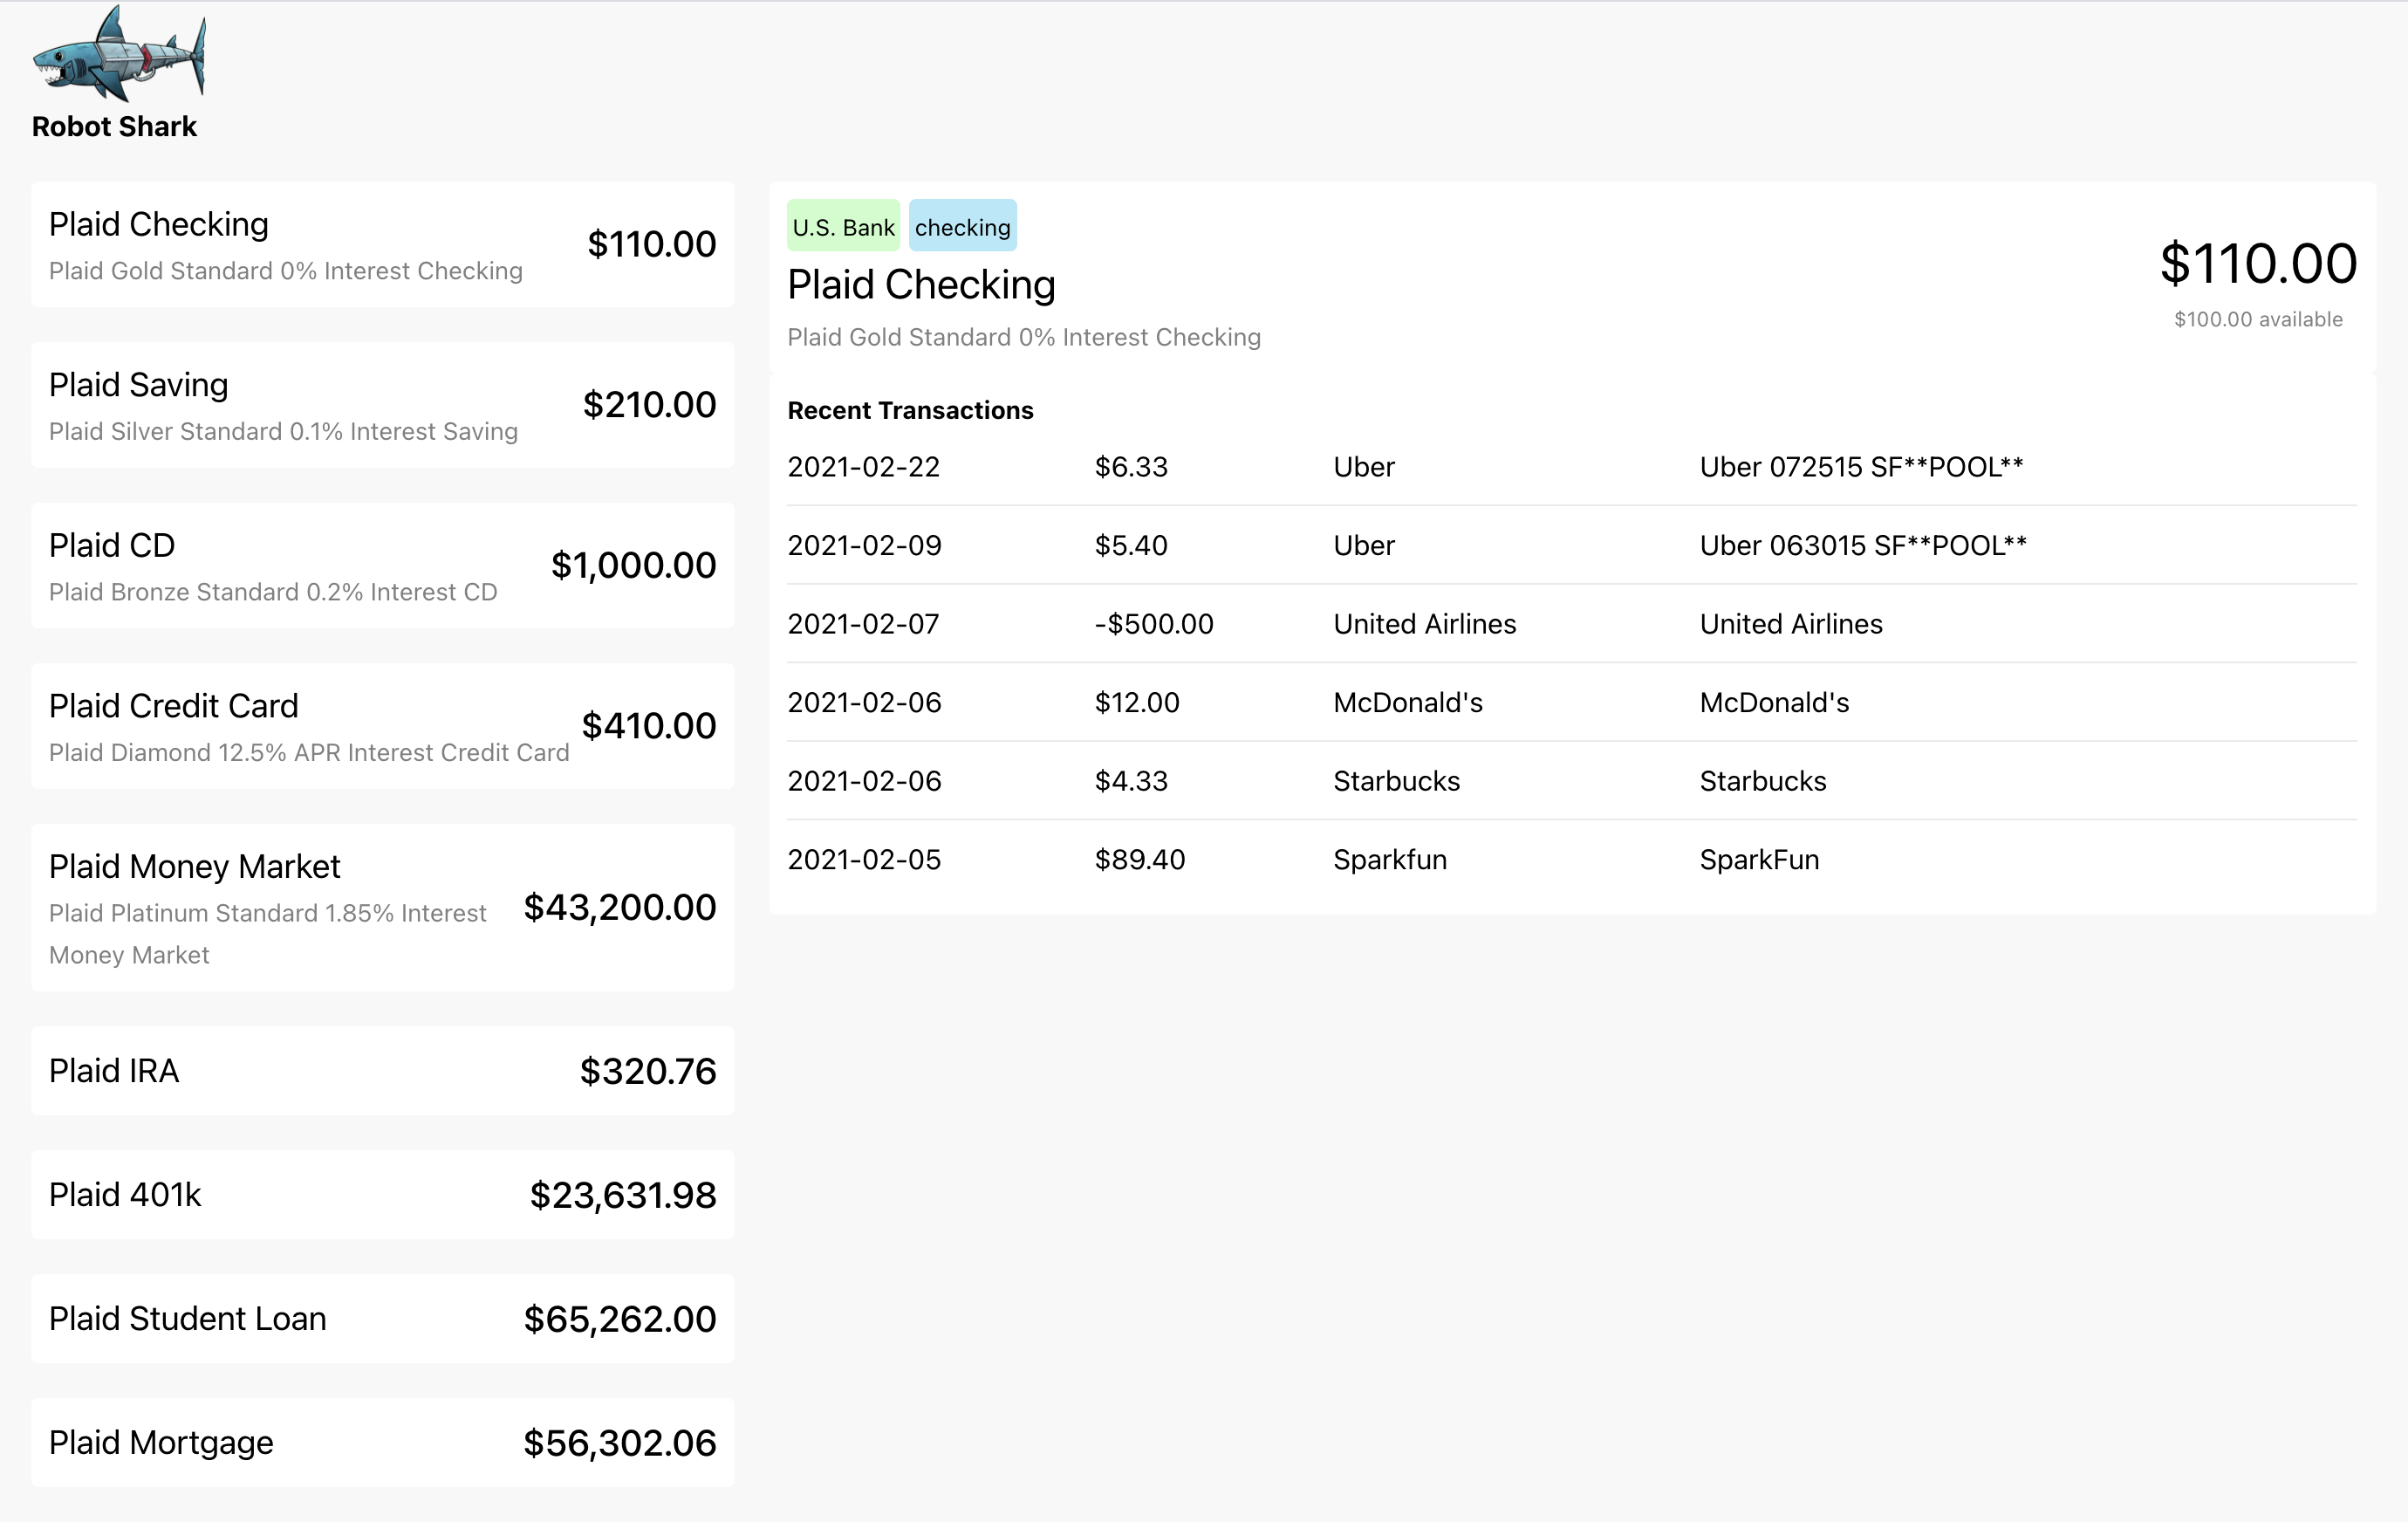 Robot Shark
Plaid Checking
Plaid Gold Standard 0% Interest Checking
$110.00
Plaid Saving
Plaid Silver Standard 0.1% Interest Saving
$210.00
Plaid CD
Plaid Bronze Standard 0.2% Interest CD
$1,000.00
Plaid Credit Card
Plaid Diamond 12.5% APR Interest Credit Card
$410.00
Plaid Money Market
Plaid Platinum Standard 1.85% Interest
Money Market
$43,200.00
Plaid IRA $320.76
Plaid 401k $23,631.98
Plaid Student Loan $65,262.00
Plaid Mortgage $56,302.06
U.S. Bank checking
Plaid Checking
Plaid Gold Standard 0% Interest Checking
$110.00
$100.00 available
Recent Transactions
2021-02-22 $6.33 Uber Uber 072515 SF**POOL**
2021-02-09 $5.40 Uber Uber 063015 SF**POOL**
2021-02-07 -$500.00 United Airlines United Airlines
2021-02-06 $12.00 McDonald's McDonald's
2021-02-06 $4.33 Starbucks Starbucks
2021-02-05 $89.40 Sparkfun SparkFun